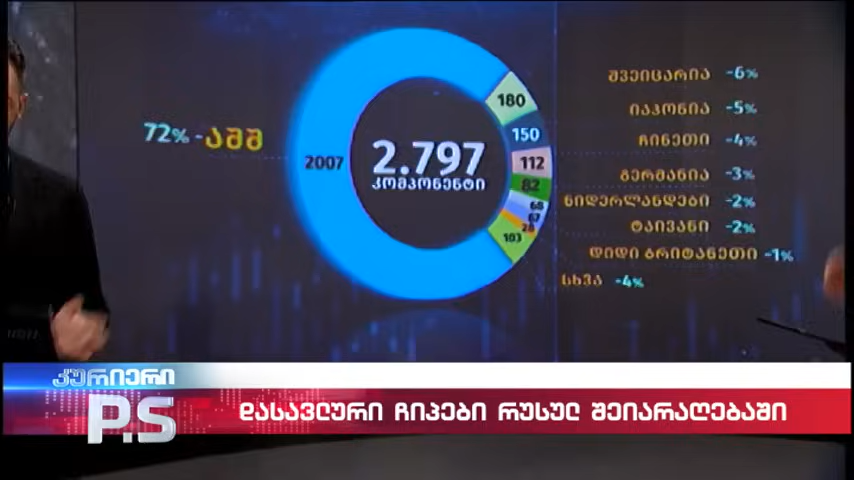 72% -აშშ
2007
2.797
კომპონენტი
180
150
112
82
68
67
28
103
შვეიცარია -6%
იაპონია -5%
ჩინეთი -4%
გერმანია -3%
ნიდერლანდები -2%
ტაივანი -2%
დიდი ბრიტანეთი -1%
სხვა -4%
კურიერი
P.S
დასავლური ჩიპები რუსულ შეიარაღებაში